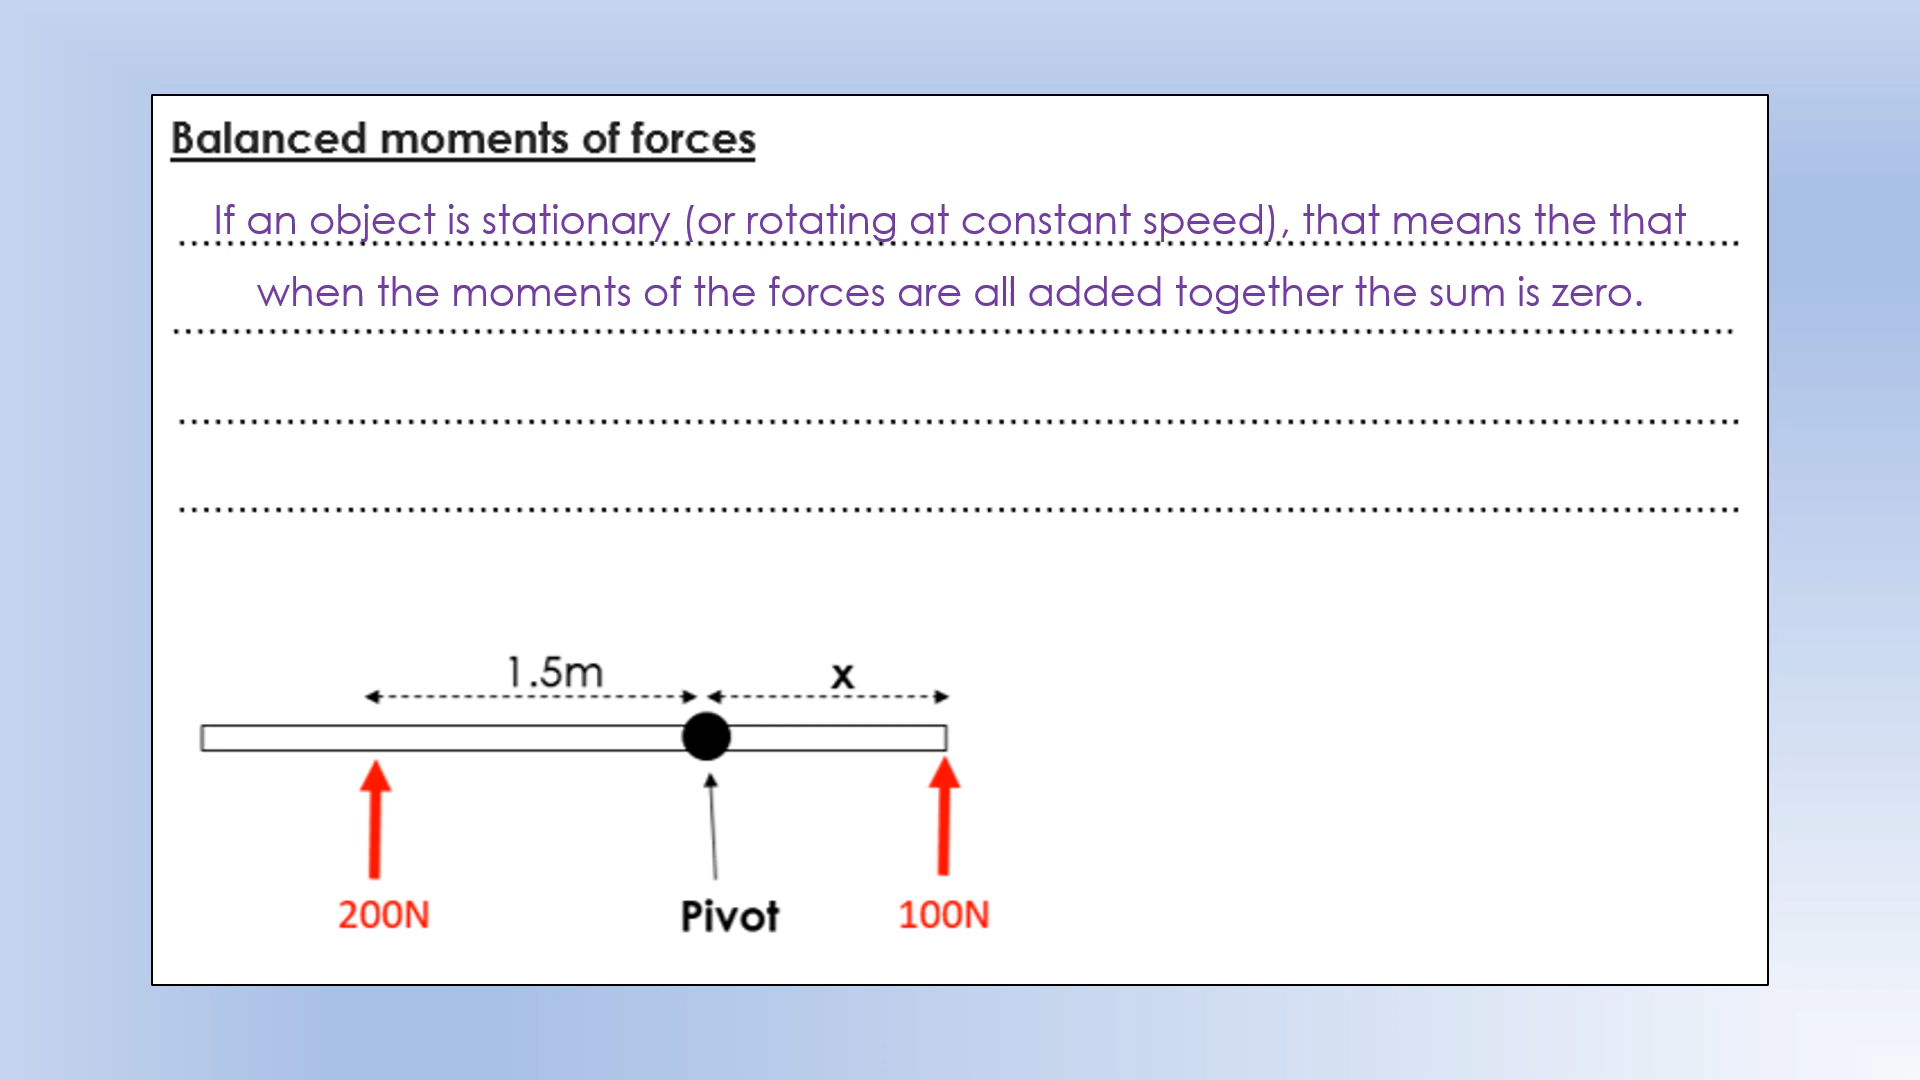 Balanced moments of forces
If an object is stationary (or rotating at constant speed), that means the that
when the moments of the forces are all added together the sum is zero.
1.5m
x
200N
Pivot
100N